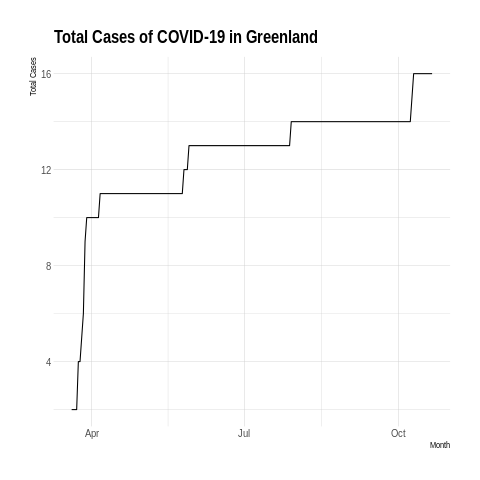 Total Cases of COVID-19 in Greenland
Total Cases
16
12
8
4
Apr Jul Oct
Month